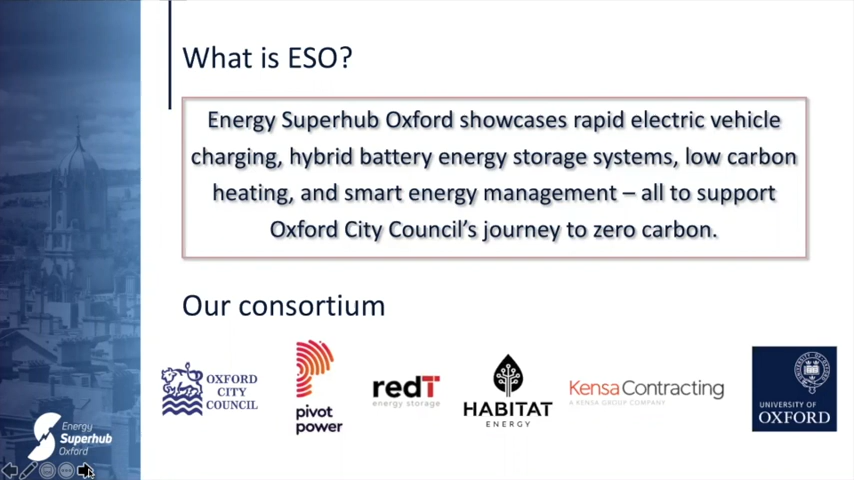 What is ESO?
Energy Superhub Oxford showcases rapid electric vehicle
charging, hybrid battery energy storage systems, low carbon
heating, and smart energy management – all to support
Oxford City Council's journey to zero carbon.
Our consortium
OXFORD
CITY
COUNCIL
pivot
power
redT
energy storage
HABITAT
ENERGY
KensaContracting
A KENSA GROUP COMPANY
UNIVERSITY OF
OXFORD
Energy
Superhub
Oxford